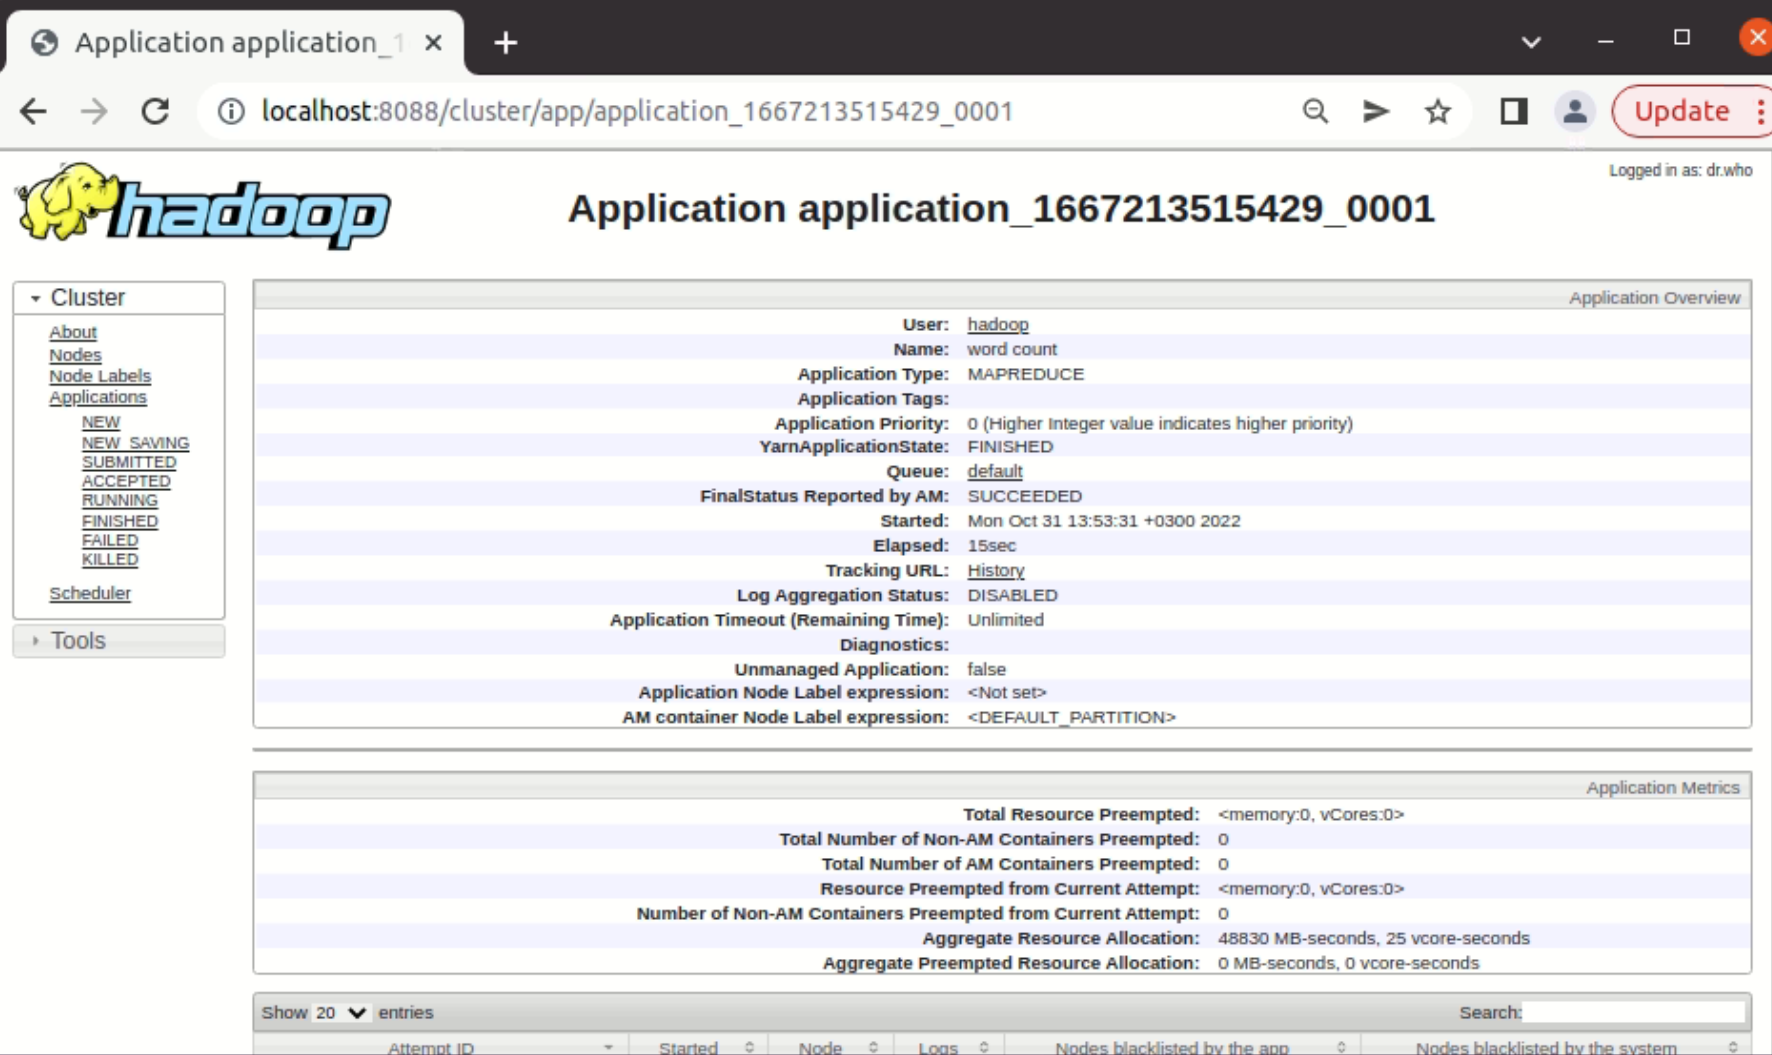 Application application_1
localhost:8088/cluster/app/application_1667213515429_0001
Update
Logged in as: dr.who
hadoop
Application application_1667213515429_0001
Cluster
About
Nodes
Node Labels
Applications
NEW
NEW_SAVING
SUBMITTED
ACCEPTED
RUNNING
FINISHED
FAILED
KILLED
Scheduler
Tools
Application Overview
User: hadoop
Name: word count
Application Type: MAPREDUCE
Application Tags:
Application Priority: 0 (Higher Integer value indicates higher priority)
YarnApplicationState: FINISHED
Queue: default
FinalStatus Reported by AM: SUCCEEDED
Started: Mon Oct 31 13:53:31 +0300 2022
Elapsed: 15sec
Tracking URL: History
Log Aggregation Status: DISABLED
Application Timeout (Remaining Time): Unlimited
Diagnostics:
Unmanaged Application: false
Application Node Label expression: <Not set>
AM container Node Label expression: <DEFAULT_PARTITION>
Application Metrics
Total Resource Preempted: <memory:0, vCores:0>
Total Number of Non-AM Containers Preempted: 0
Total Number of AM Containers Preempted: 0
Resource Preempted from Current Attempt: <memory:0, vCores:0>
Number of Non-AM Containers Preempted from Current Attempt: 0
Aggregate Resource Allocation: 48830 MB-seconds, 25 vcore-seconds
Aggregate Preempted Resource Allocation: 0 MB-seconds, 0 vcore-seconds
Show 20 entries Search:
Attempt ID Started Node Logs Nodes blacklisted by the app Nodes blacklisted by the system